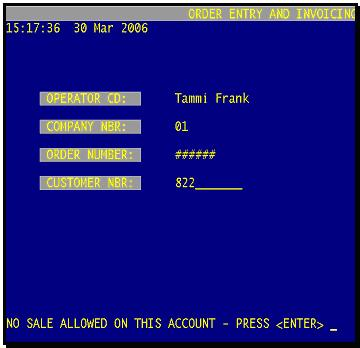 ORDER ENTRY AND INVOICING
15:17:36 30 Mar 2006
OPERATOR CD: Tammi Frank
COMPANY NBR: 01
ORDER NUMBER: ######
CUSTOMER NBR: 822_______
NO SALE ALLOWED ON THIS ACCOUNT - PRESS <ENTER> _